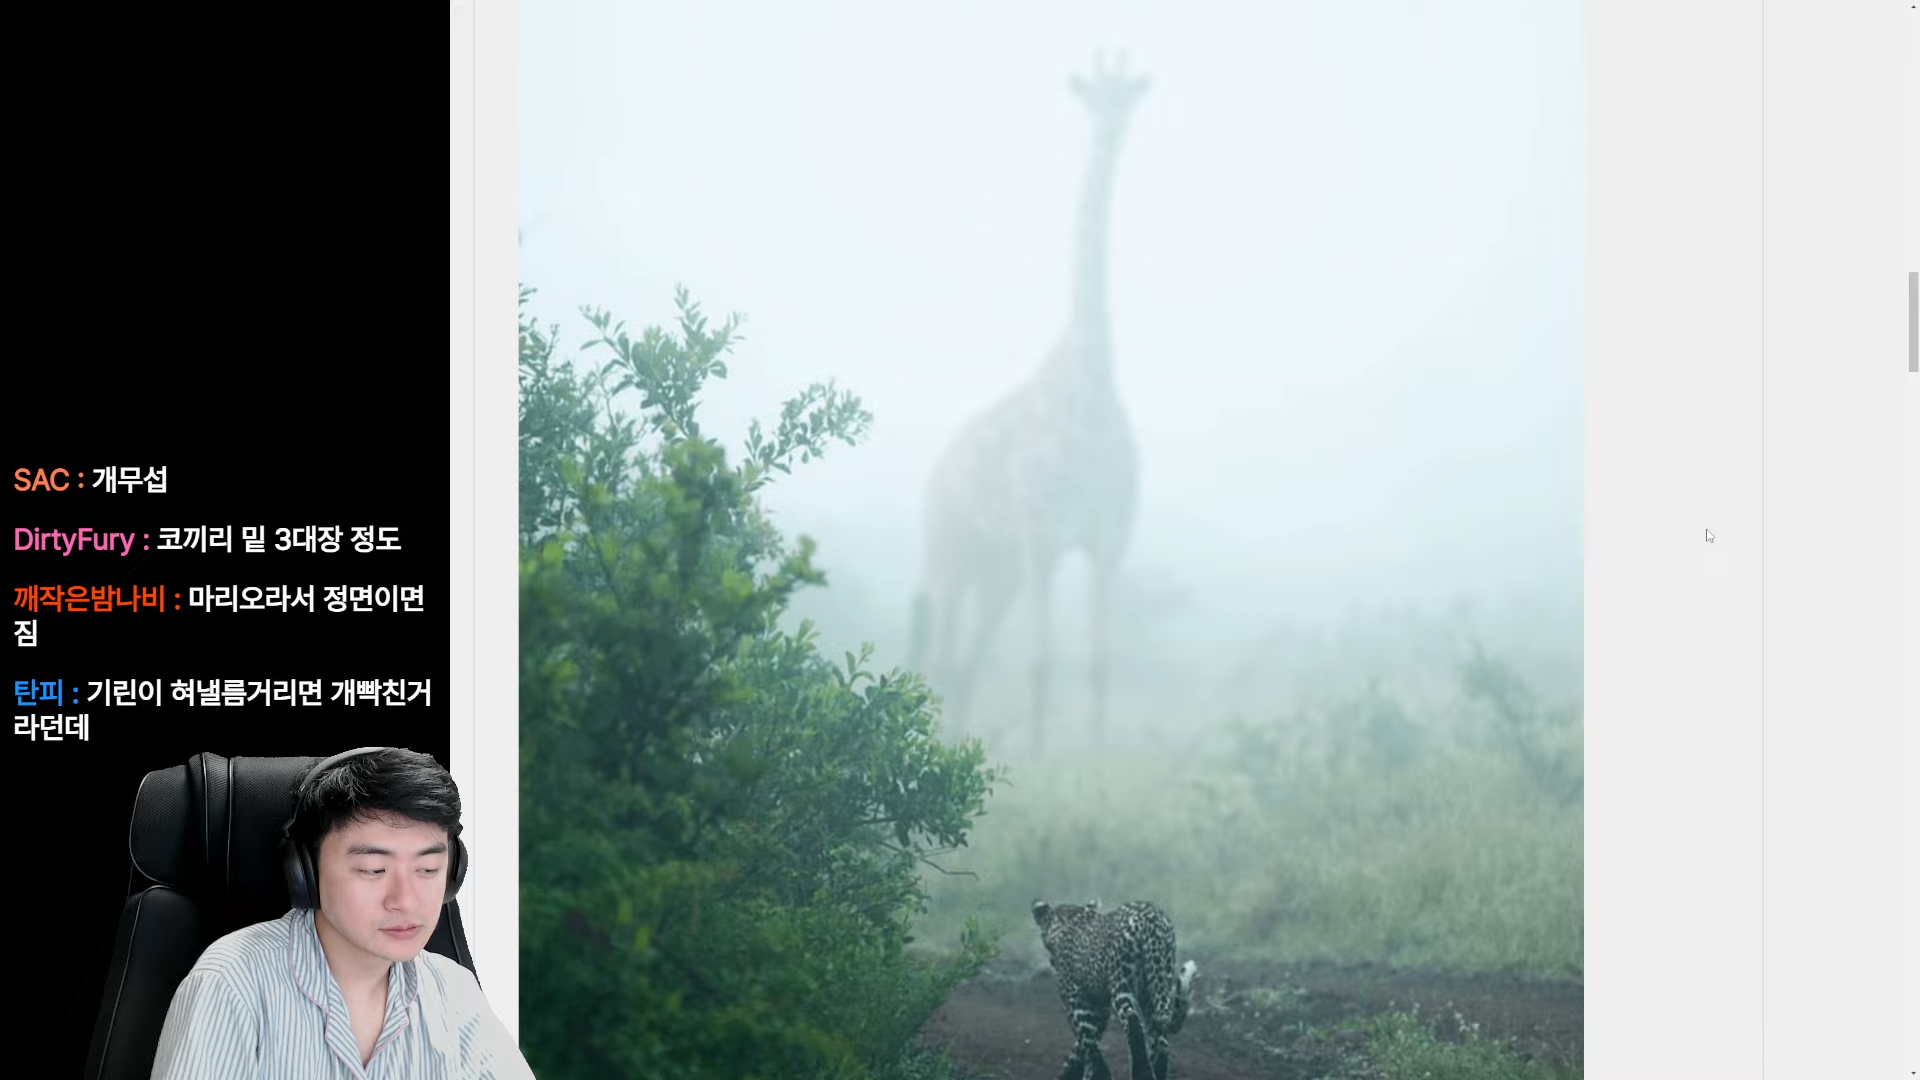 SAC : 개무섭
DirtyFury : 코끼리 밑 3대장 정도
깨작은밤나비 : 마리오라서 정면이면
짐
탄피 : 기린이 혀낼름거리면 개빡친거
라던데